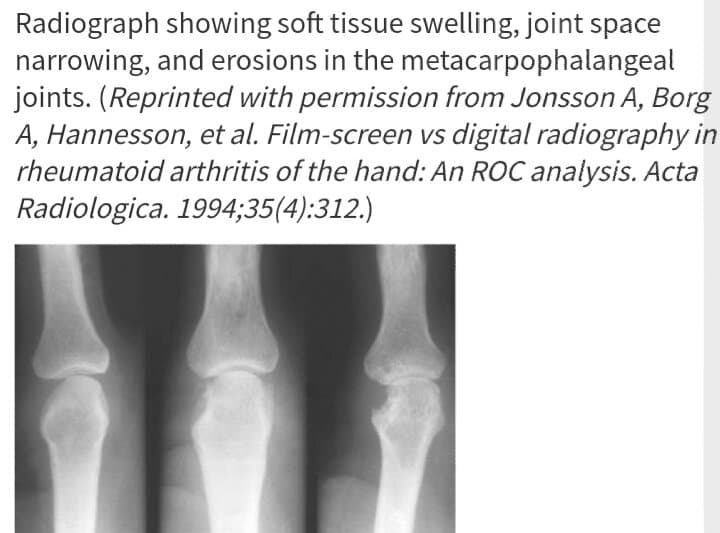 Radiograph showing soft tissue swelling, joint space
narrowing, and erosions in the metacarpophalangeal
joints. (Reprinted with permission from Jonsson A, Borg
A, Hannesson, et al. Film-screen vs digital radiography in
rheumatoid arthritis of the hand: An ROC analysis. Acta
Radiologica. 1994;35(4):312.)